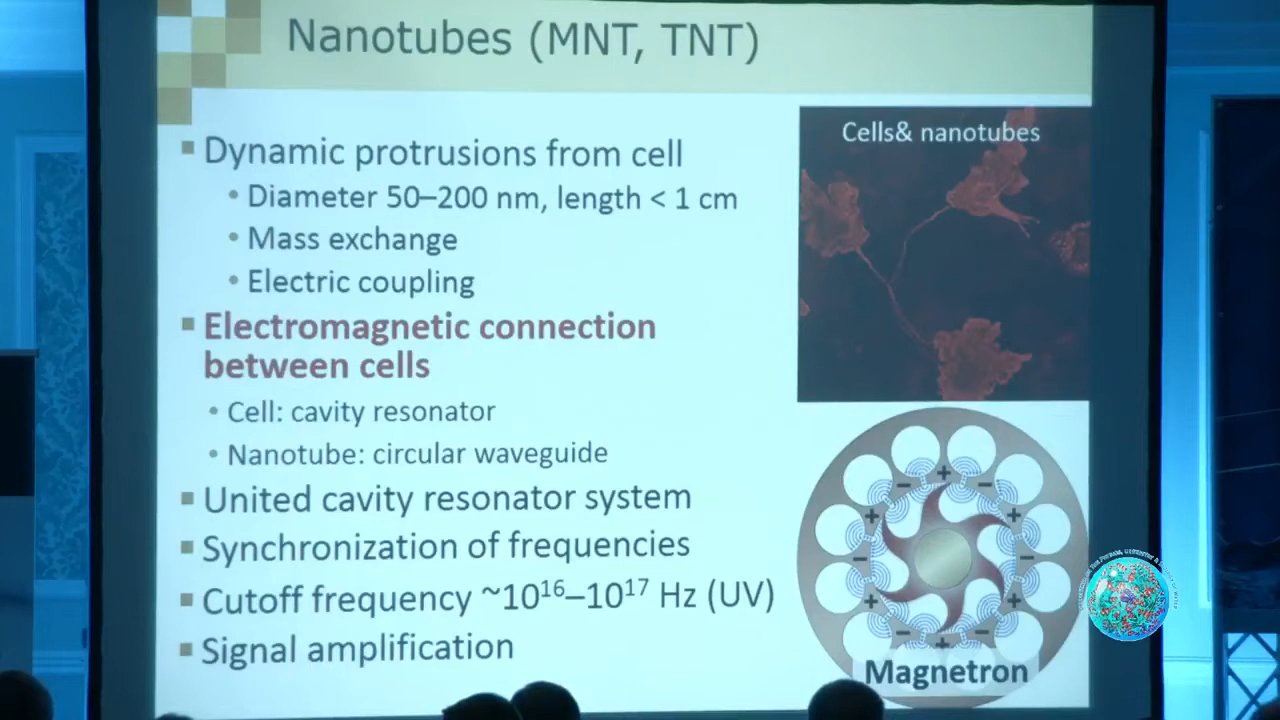 Nanotubes (MNT, TNT)
Dynamic protrusions from cell
Diameter 50–200 nm, length < 1 cm
Mass exchange
Electric coupling
Electromagnetic connection
between cells
Cell: cavity resonator
Nanotube: circular waveguide
United cavity resonator system
Synchronization of frequencies
Cutoff frequency ~10¹⁶–10¹⁷ Hz (UV)
Signal amplification
Cells& nanotubes
+
−
−
+
+
−
−
+
+
−
−
+
Magnetron